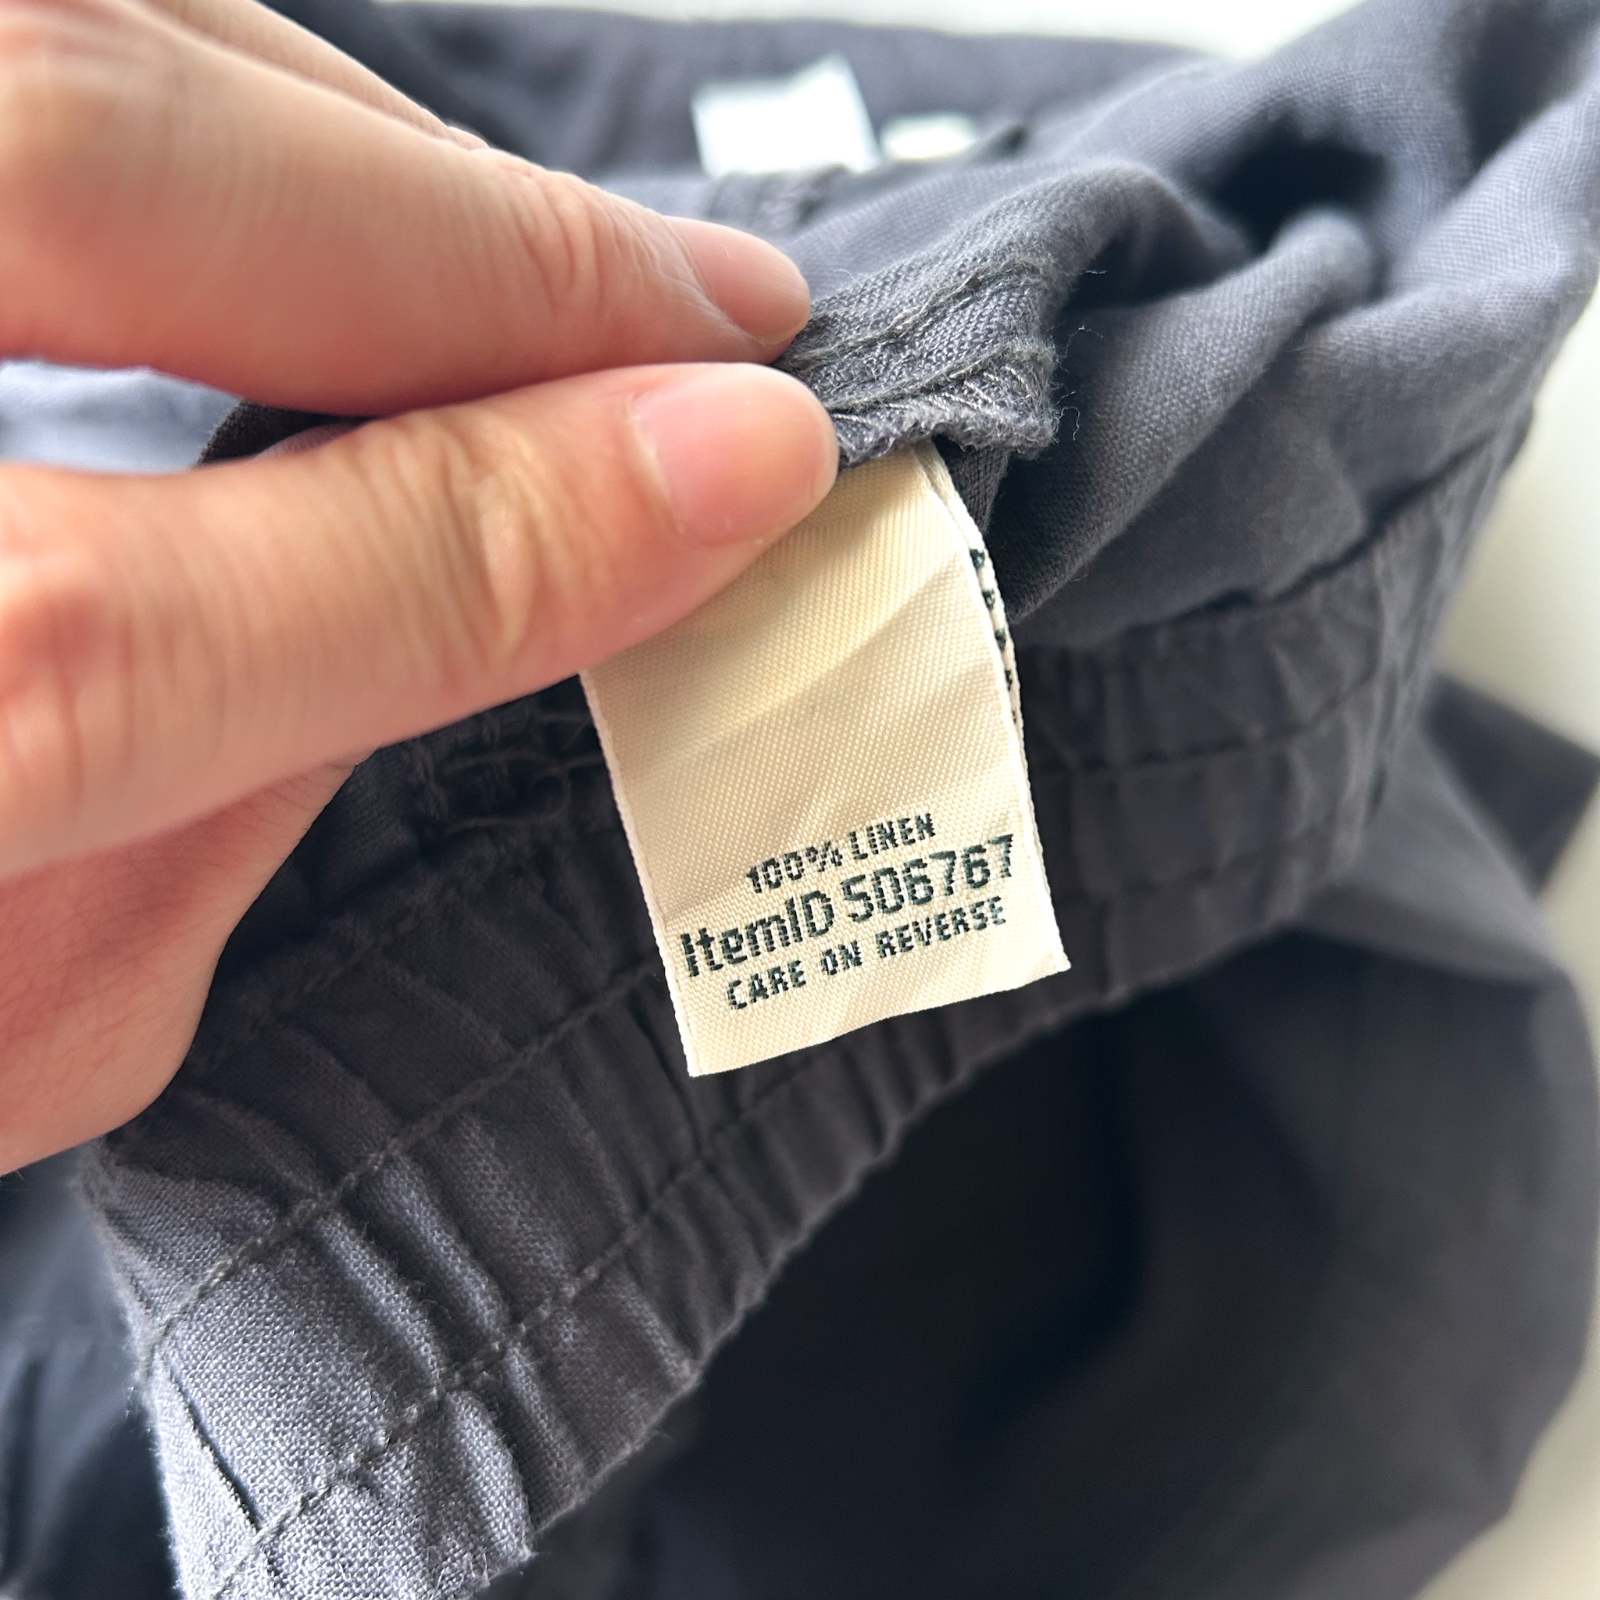 100% LINEN
ItemID 506767
CARE ON REVERSE